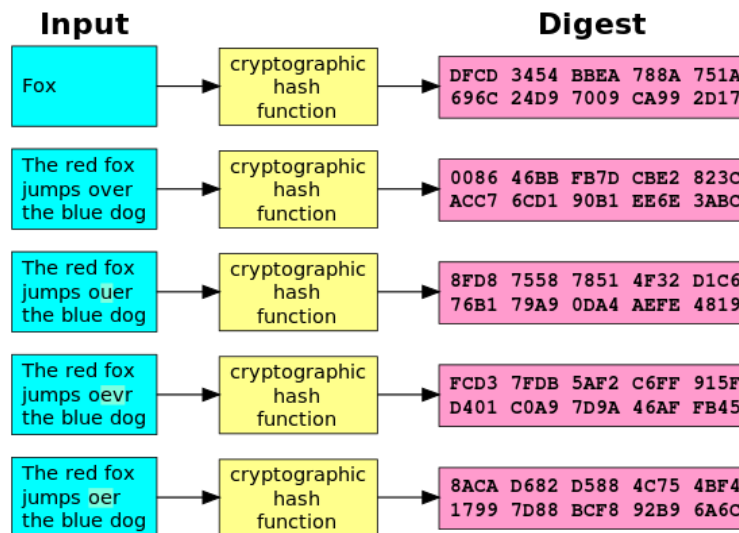 Input
Digest
Fox
cryptographic
hash
function
DFCD 3454 BBEA 788A 751A
696C 24D9 7009 CA99 2D17
The red fox
jumps over
the blue dog
cryptographic
hash
function
0086 46BB FB7D CBE2 823C
ACC7 6CD1 90B1 EE6E 3ABC
The red fox
jumps ouer
the blue dog
cryptographic
hash
function
8FD8 7558 7851 4F32 D1C6
76B1 79A9 0DA4 AEFE 4819
The red fox
jumps oevr
the blue dog
cryptographic
hash
function
FCD3 7FDB 5AF2 C6FF 915F
D401 C0A9 7D9A 46AF FB45
The red fox
jumps oer
the blue dog
cryptographic
hash
function
8ACA D682 D588 4C75 4BF4
1799 7D88 BCF8 92B9 6A6C